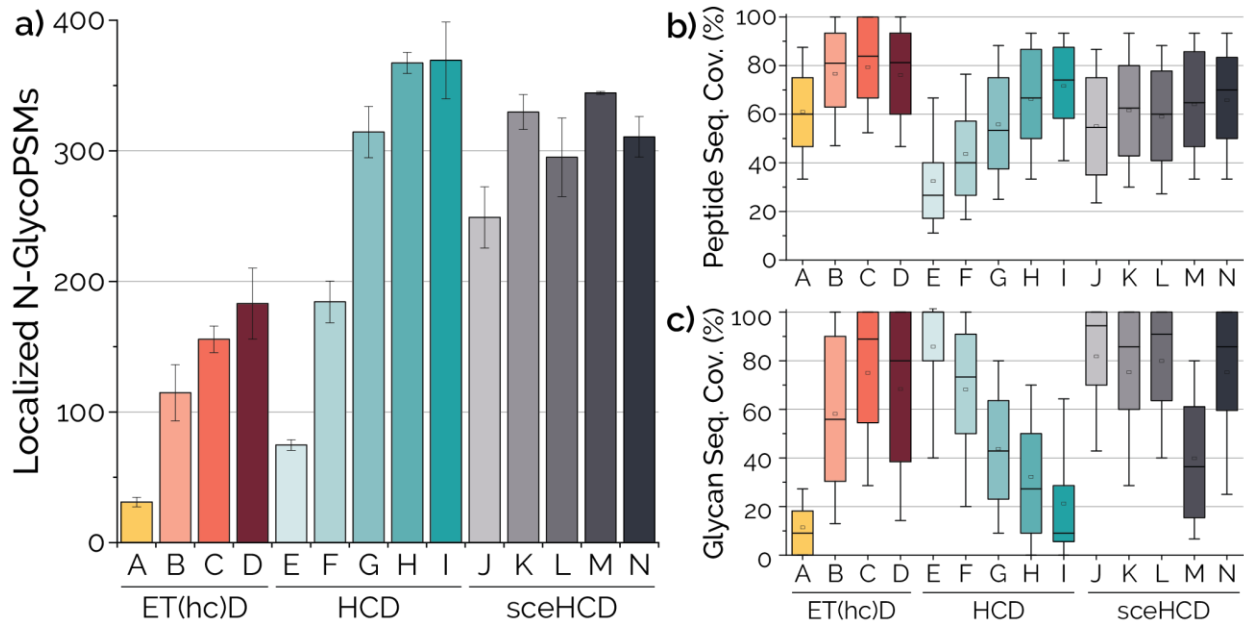 a)
Localized N-GlycoPSMs
400
300
200
100
0
A B C D E F G H I J K L M N
ET(hc)D HCD sceHCD
b)
Peptide Seq. Cov. (%)
100
80
60
40
20
0
A B C D E F G H I J K L M N
c)
Glycan Seq. Cov. (%)
100
80
60
40
20
0
A B C D E F G H I J K L M N
ET(hc)D HCD sceHCD